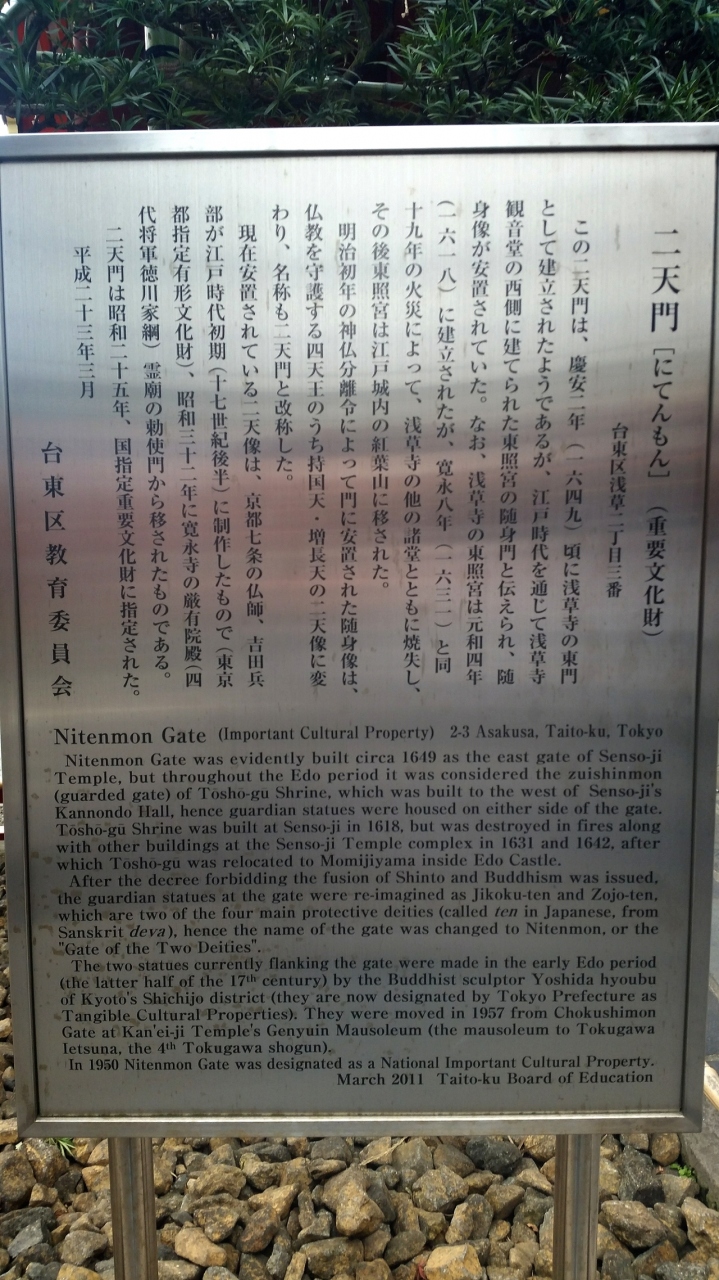 二天門［にてんもん］（重要文化財）
台東区浅草二丁目三番
この二天門は、慶安二年（一六四九）頃に浅草寺の東門
として建立されたようであるが、江戸時代を通じて浅草寺
観音堂の西側に建てられた東照宮の随身門と伝えられ、随
身像が安置されていた。なお、浅草寺の東照宮は元和四年
（一六一八）に建立されたが、寛永八年（一六三一）と同
十九年の火災によって、浅草寺の他の諸堂とともに焼失し、
その後東照宮は江戸城内の紅葉山に移された。
明治初年の神仏分離令によって門に安置された随身像は、
仏教を守護する四天王のうち持国天・増長天の二天像に変
わり、名称も二天門と改称した。
現在安置されている二天像は、京都七条の仏師、吉田兵
部が江戸時代初期（十七世紀後半）に制作したもので（東京
都指定有形文化財）、昭和三十二年に寛永寺の厳有院殿（四
代将軍徳川家綱）霊廟の勅使門から移されたものである。
二天門は昭和二十五年、国指定重要文化財に指定された。
平成二十三年三月
台東区教育委員会
Nitenmon Gate (Important Cultural Property) 2-3 Asakusa, Taito-ku, Tokyo
Nitenmon Gate was evidently built circa 1649 as the east gate of Senso-ji
Temple, but throughout the Edo period it was considered the zuishinmon
(guarded gate) of Tōshō-gū Shrine, which was built to the west of Senso-ji's
Kannondo Hall, hence guardian statues were housed on either side of the gate.
Tōshō-gū Shrine was built at Senso-ji in 1618, but was destroyed in fires along
with other buildings at the Senso-ji Temple complex in 1631 and 1642, after
which Tōshō-gū was relocated to Momijiyama inside Edo Castle.
After the decree forbidding the fusion of Shinto and Buddhism was issued,
the guardian statues at the gate were re-imagined as Jikoku-ten and Zojo-ten,
which are two of the four main protective deities (called ten in Japanese, from
Sanskrit deva), hence the name of the gate was changed to Nitenmon, or the
"Gate of the Two Deities".
The two statues currently flanking the gate were made in the early Edo period
(the latter half of the 17th century) by the Buddhist sculptor Yoshida hyoubu
of Kyoto's Shichijo district (they are now designated by Tokyo Prefecture as
Tangible Cultural Properties). They were moved in 1957 from Chokushimon
Gate at Kan'ei-ji Temple's Genyuin Mausoleum (the mausoleum to Tokugawa
Ietsuna, the 4th Tokugawa shogun).
In 1950 Nitenmon Gate was designated as a National Important Cultural Property.
March 2011 Taito-ku Board of Education